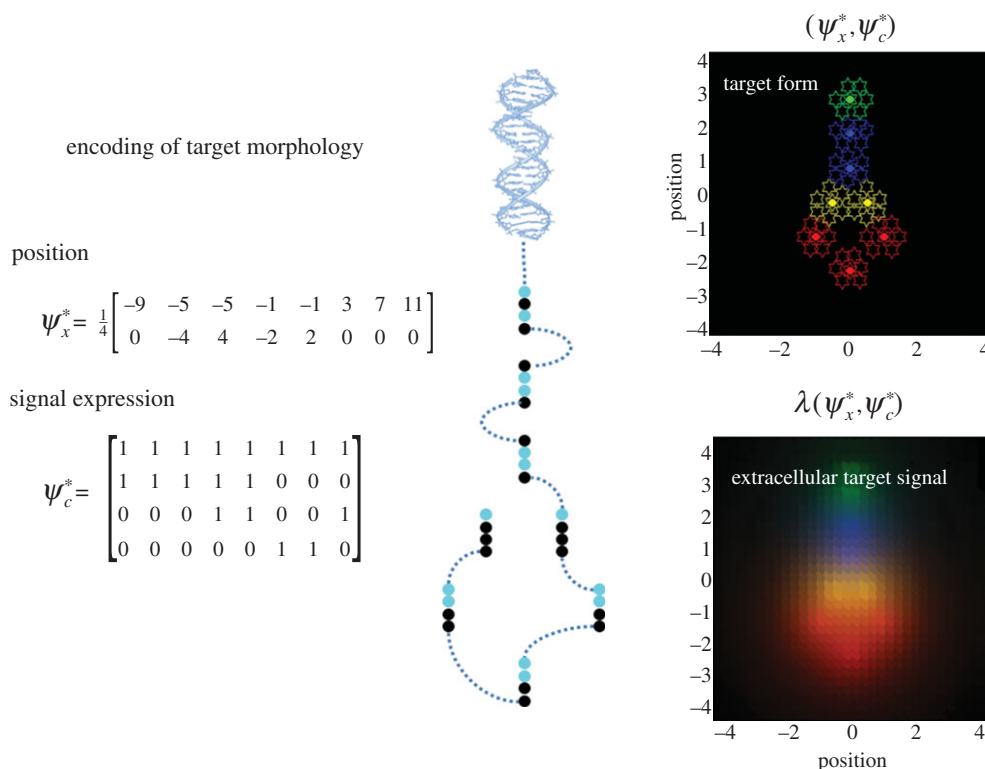 encoding of target morphology
position
ψ*x = 1/4 [ –9 –5 –5 –1 –1 3 7 11
0 –4 4 –2 2 0 0 0 ]
signal expression
ψ*c = [ 1 1 1 1 1 1 1 1
1 1 1 1 1 0 0 0
0 0 0 1 1 0 0 1
0 0 0 0 0 1 1 0 ]
(ψ*x, ψ*c)
target form
position
4
3
2
1
0
–1
–2
–3
–4
–4 –2 0 2 4
λ(ψ*x, ψ*c)
extracellular target signal
4
3
2
1
0
–1
–2
–3
–4
–4 –2 0 2 4
position